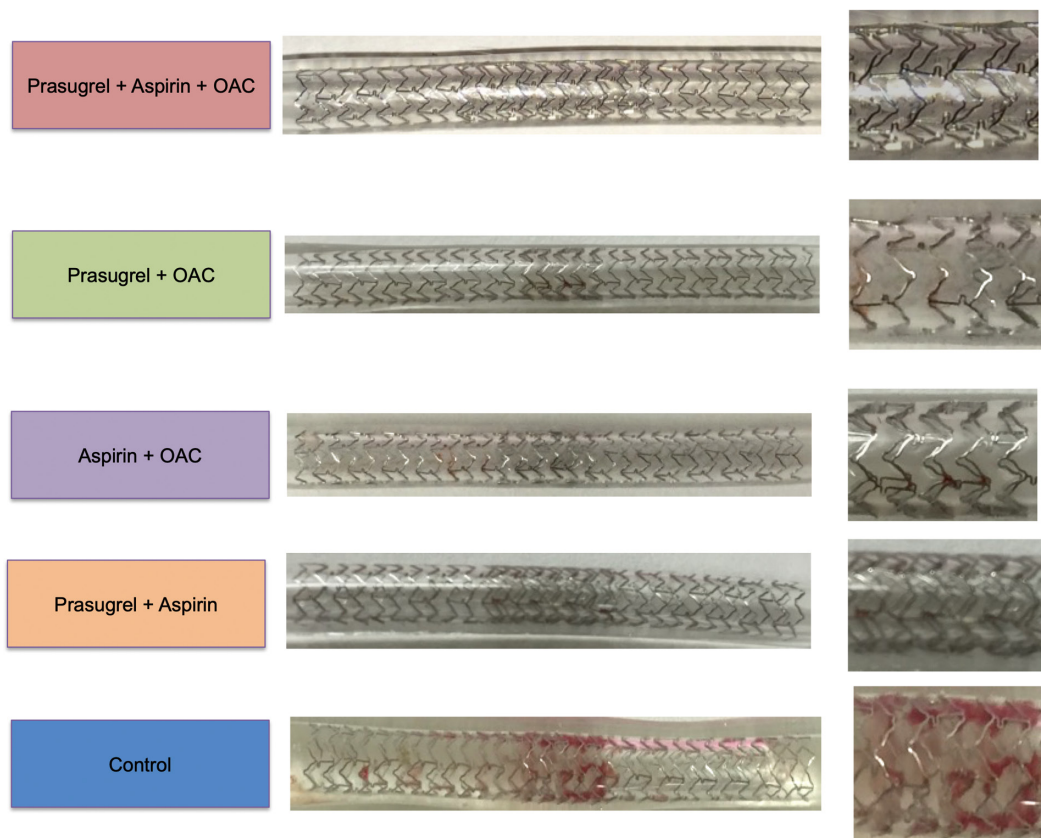 Prasugrel + Aspirin + OAC
Prasugrel + OAC
Aspirin + OAC
Prasugrel + Aspirin
Control